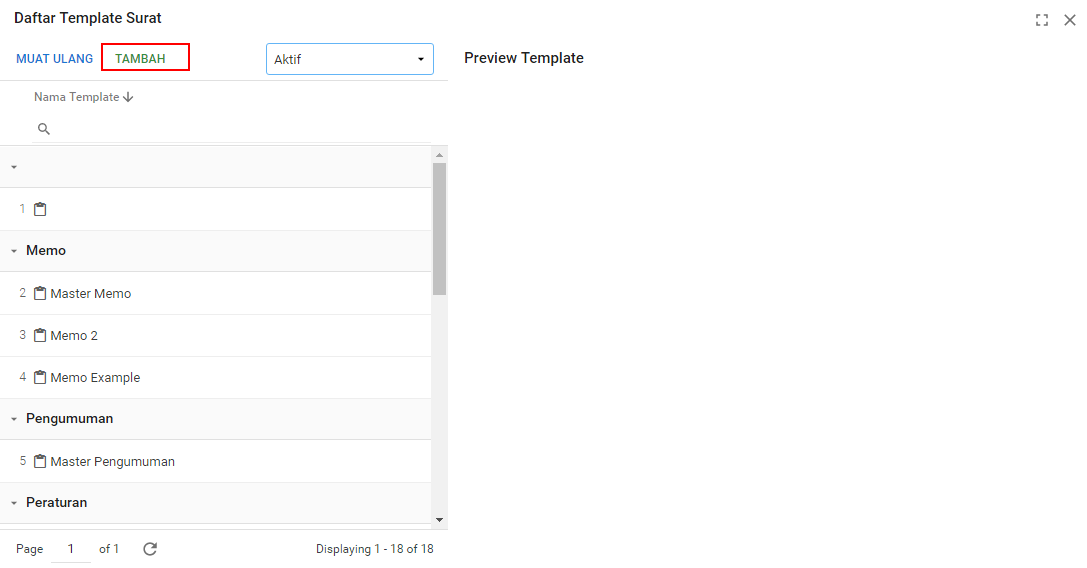 Daftar Template Surat
MUAT ULANG TAMBAH Aktif Preview Template
Nama Template
1
Memo
2 Master Memo
3 Memo 2
4 Memo Example
Pengumuman
5 Master Pengumuman
Peraturan
Page 1 of 1 Displaying 1 - 18 of 18